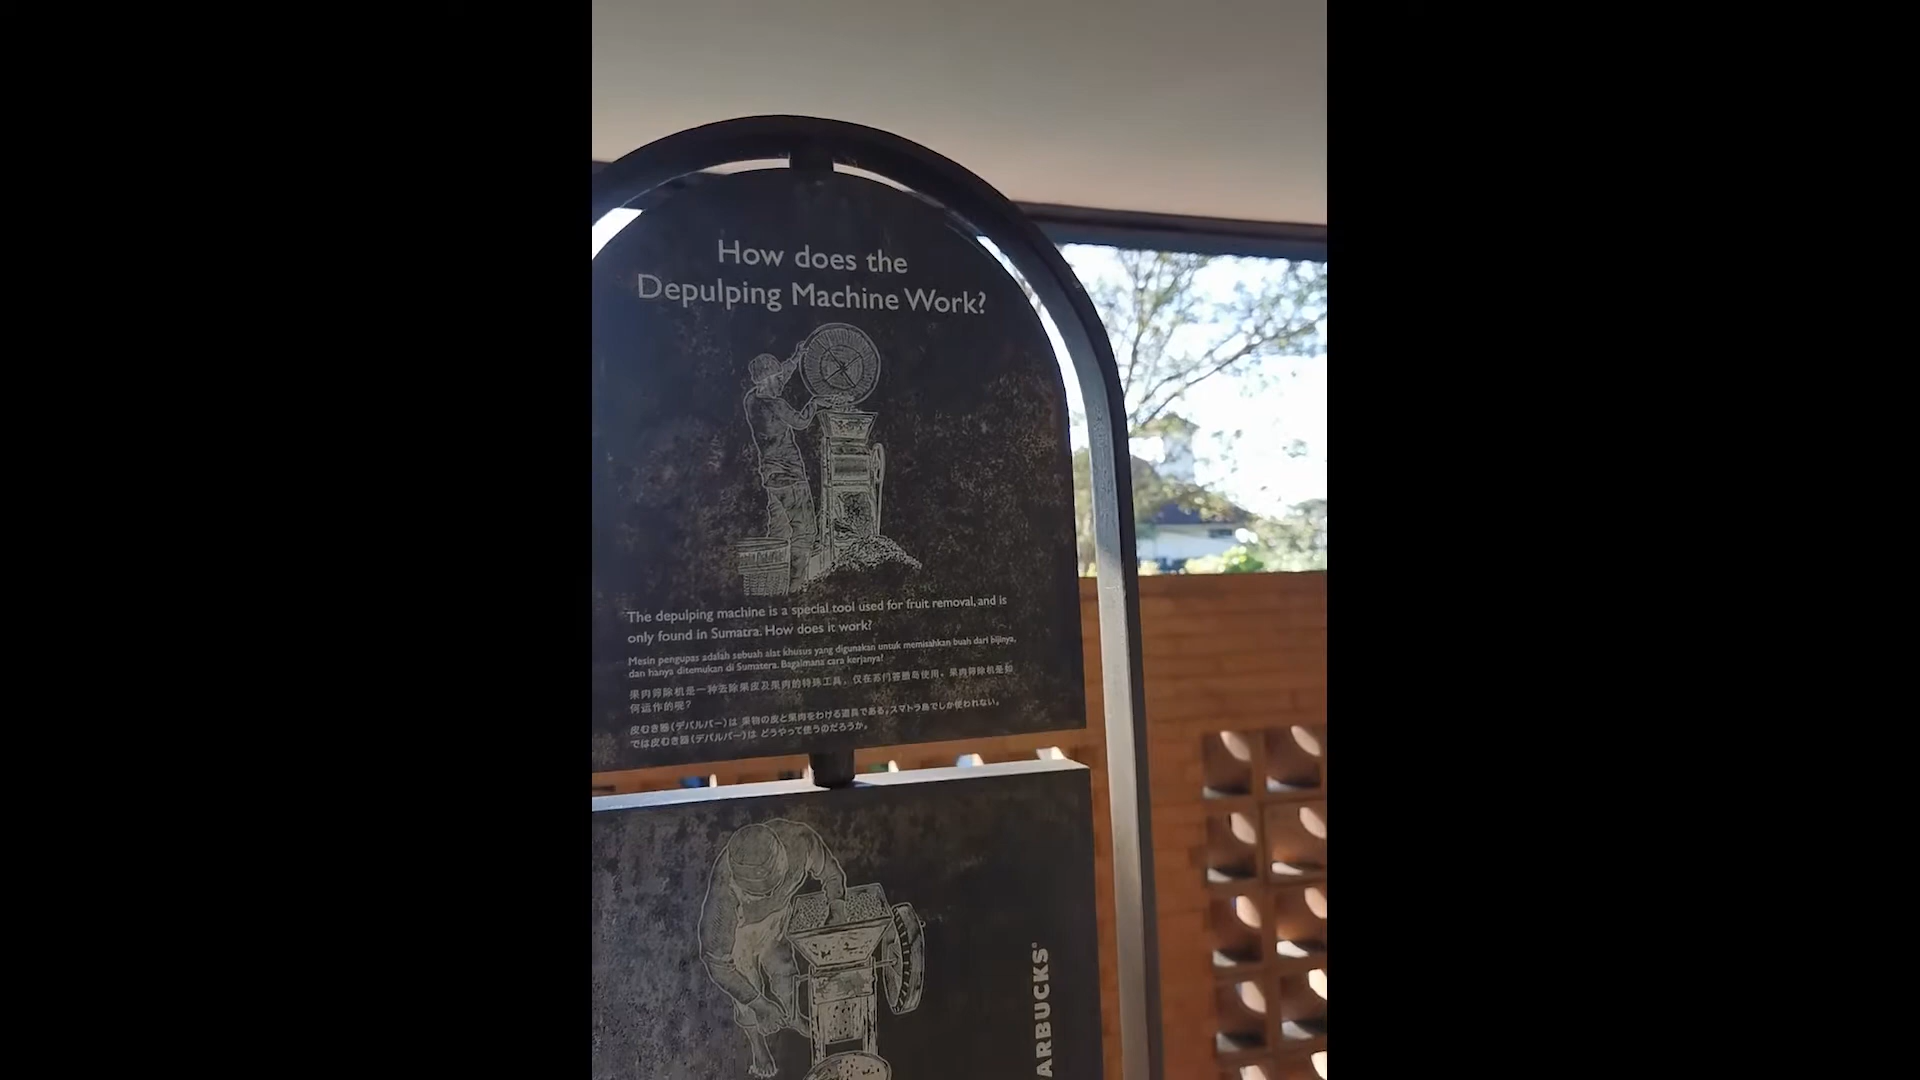 How does the
Depulping Machine Work?
The depulping machine is a special tool used for fruit removal, and is
only found in Sumatra. How does it work?
Mesin pengupas adalah sebuah alat khusus yang digunakan untuk memisahkan buah dari bijinya,
dan hanya ditemukan di Sumatera. Bagaimana cara kerjanya?
果肉筛除机是一种去除果皮及果肉的特殊工具，仅在苏门答腊岛使用。果肉筛除机是如
何运作的呢？
皮むき器（デパルパー）は 果物の皮と果肉をわける道具である。スマトラ島でしか使われない。
では皮むき器（デパルパー）は どうやって使うのだろうか。
ARBUCKS